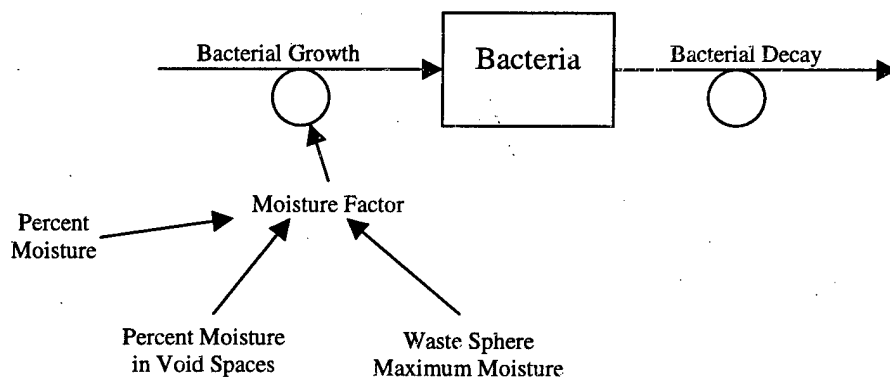 Bacterial Growth
Bacteria
Bacterial Decay
Moisture Factor
Percent
Moisture
Percent Moisture
in Void Spaces
Waste Sphere
Maximum Moisture